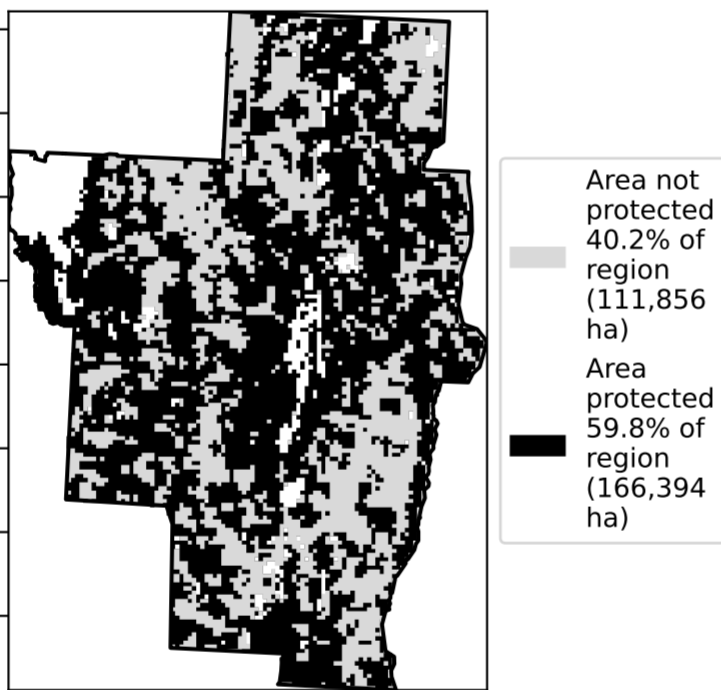 Area not
protected
40.2% of
region
(111,856
ha)
Area
protected
59.8% of
region
(166,394
ha)